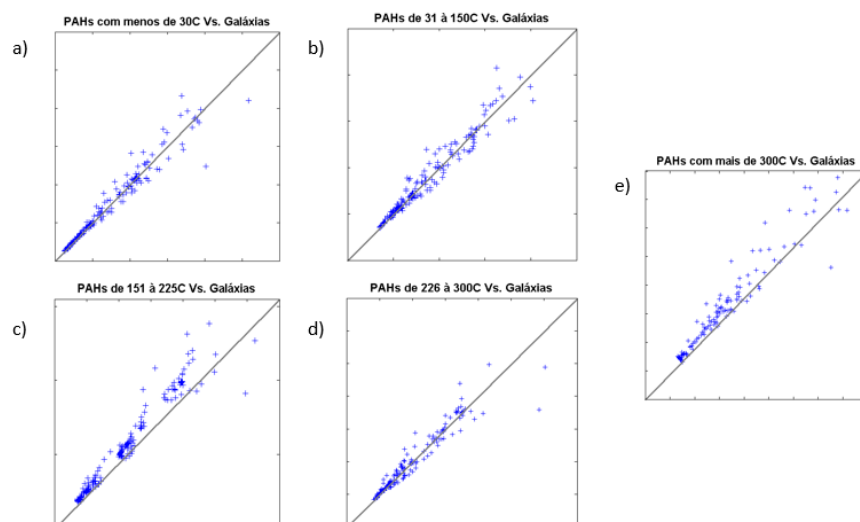 a)
PAHs com menos de 30C Vs. Galáxias
b)
PAHs de 31 à 150C Vs. Galáxias
c)
PAHs de 151 à 225C Vs. Galáxias
d)
PAHs de 226 à 300C Vs. Galáxias
e)
PAHs com mais de 300C Vs. Galáxias